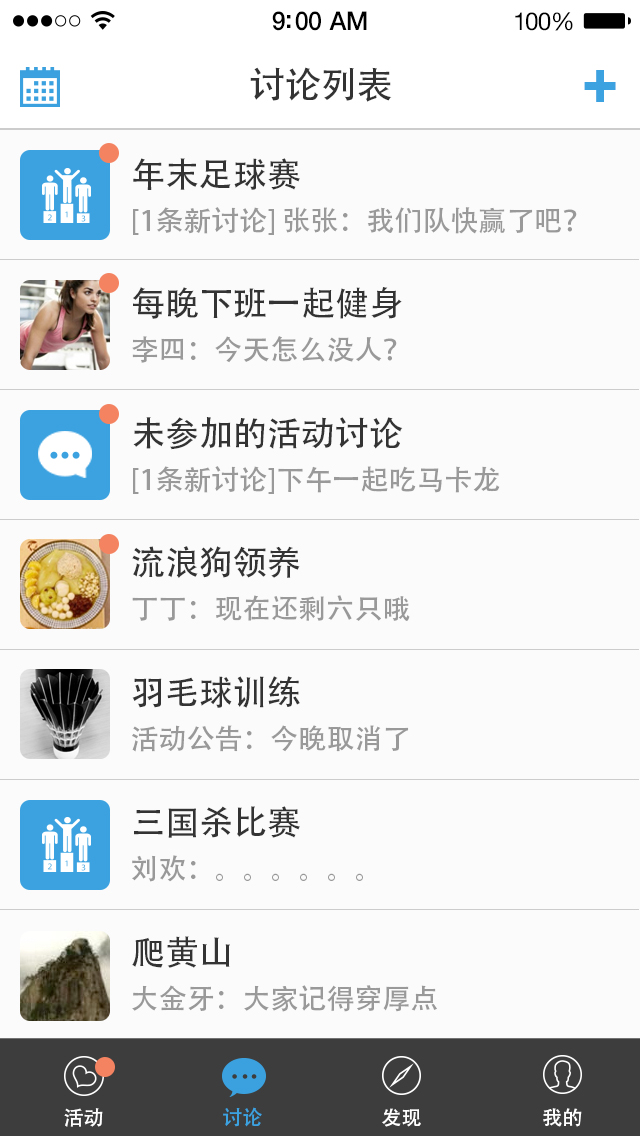 9:00 AM
100%
讨论列表
年末足球赛
[1条新讨论] 张张：我们队快赢了吧?
每晚下班一起健身
李四：今天怎么没人?
未参加的活动讨论
[1条新讨论]下午一起吃马卡龙
流浪狗领养
丁丁：现在还剩六只哦
羽毛球训练
活动公告：今晚取消了
三国杀比赛
刘欢：。。。。。。
爬黄山
大金牙：大家记得穿厚点
活动
讨论
发现
我的